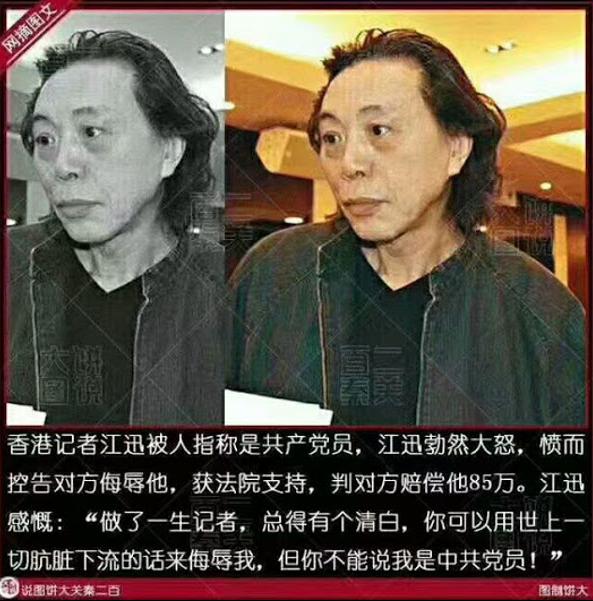 网摘图文
香港记者江迅被人指称是共产党员，江迅勃然大怒，愤而
控告对方侮辱他，获法院支持，判对方赔偿他85万。江迅
感慨：“做了一生记者，总得有个清白，你可以用世上一
切肮脏下流的话来侮辱我，但你不能说我是中共党员！”
说图饼大关秦二百
图制饼大